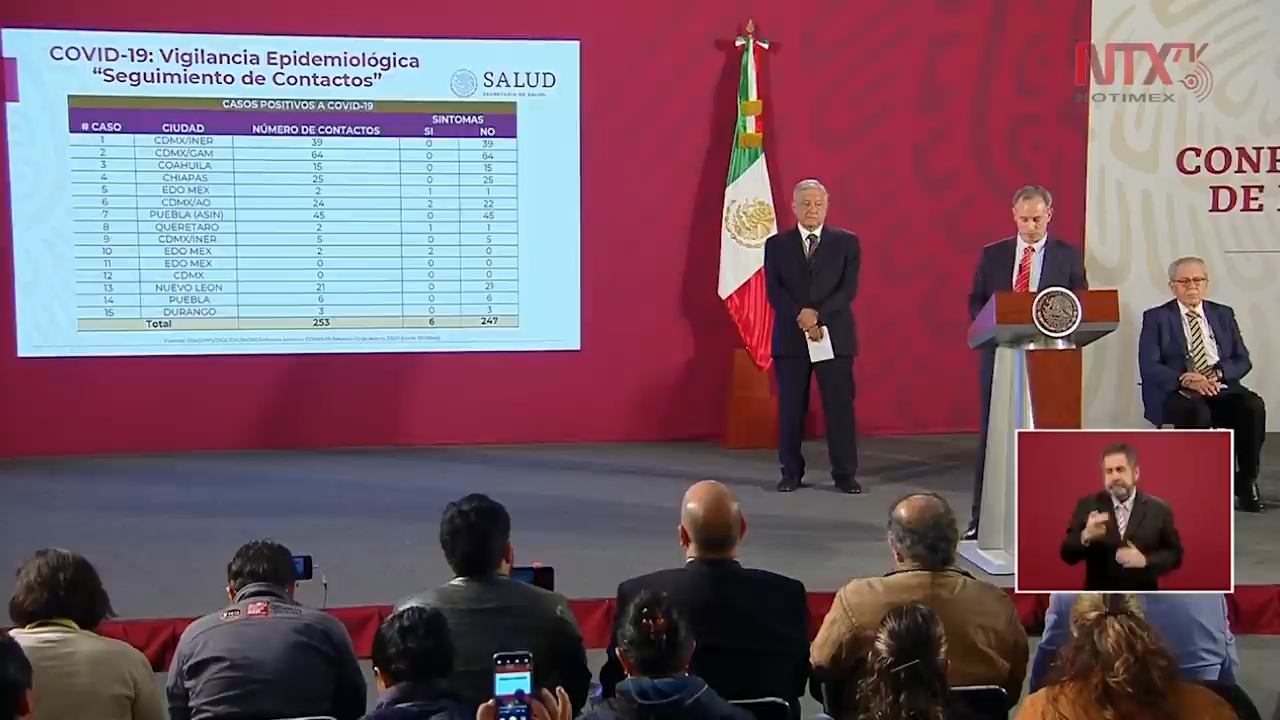 COVID-19: Vigilancia Epidemiológica
“Seguimiento de Contactos”
SALUD
SECRETARÍA DE SALUD
CASOS POSITIVOS A COVID-19
# CASO CIUDAD NÚMERO DE CONTACTOS SINTOMAS
SI NO
1 CDMX/INER 39 0 39
2 CDMX/GAM 64 0 64
3 COAHUILA 15 0 15
4 CHIAPAS 25 0 25
5 EDO MEX 2 1 1
6 CDMX/AO 24 2 22
7 PUEBLA (ASIN) 45 0 45
8 QUERETARO 2 1 1
9 CDMX/INER 5 0 5
10 EDO MEX 2 2 0
11 EDO MEX 0 0 0
12 CDMX 0 0 0
13 NUEVO LEON 21 0 21
14 PUEBLA 6 0 6
15 DURANGO 3 0 3
Total 253 6 247
NTX
NOTIMEX
CONFE
DE